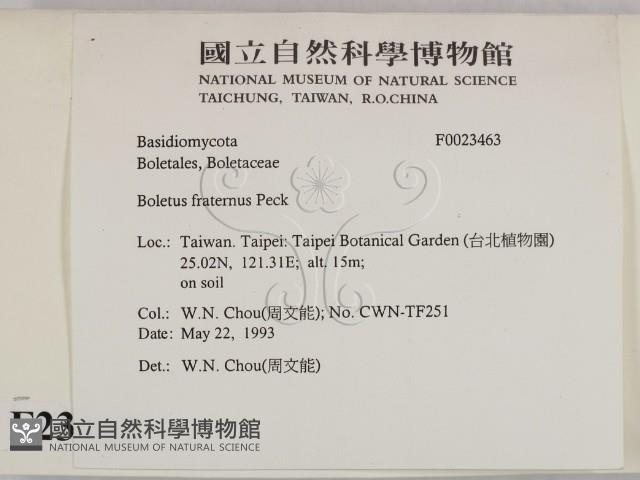 國立自然科學博物館
NATIONAL MUSEUM OF NATURAL SCIENCE
TAICHUNG, TAIWAN, R.O.CHINA
Basidiomycota F0023463
Boletales, Boletaceae
Boletus fraternus Peck
Loc.: Taiwan. Taipei: Taipei Botanical Garden (台北植物園)
25.02N, 121.31E; alt. 15m;
on soil
Col.: W.N. Chou(周文能); No. CWN-TF251
Date: May 22, 1993
Det.: W.N. Chou(周文能)
國立自然科學博物館
NATIONAL MUSEUM OF NATURAL SCIENCE